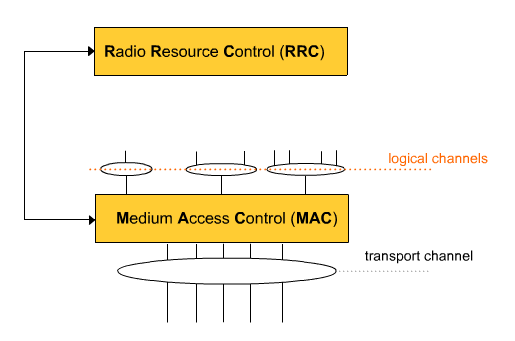 Radio Resource Control (RRC)
logical channels
Medium Access Control (MAC)
transport channel